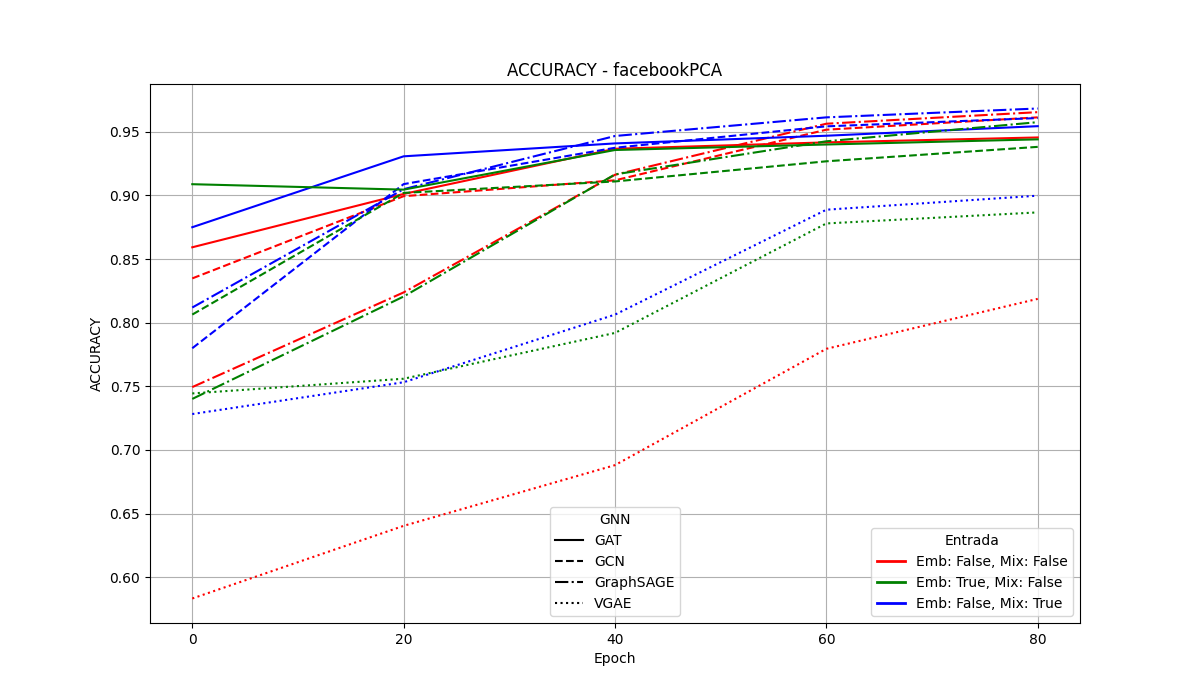 ACCURACY - facebookPCA
ACCURACY
0.95
0.90
0.85
0.80
0.75
0.70
0.65
0.60
GNN
GAT
GCN
GraphSAGE
VGAE
Entrada
Emb: False, Mix: False
Emb: True, Mix: False
Emb: False, Mix: True
0 20 40 60 80
Epoch